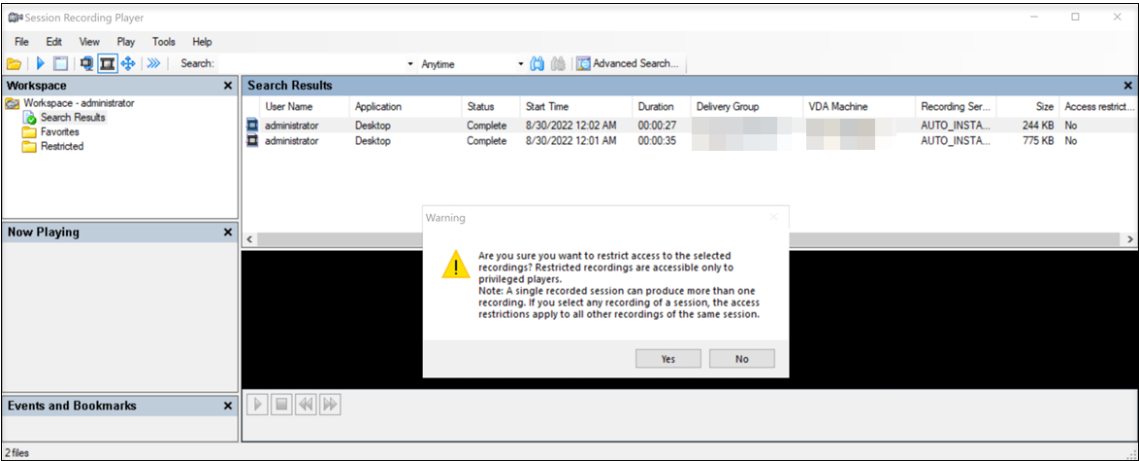 Session Recording Player
File Edit View Play Tools Help
Search: Anytime Advanced Search...
Workspace
Workspace - administrator
Search Results
Favorites
Restricted
Now Playing
Events and Bookmarks
Search Results
User Name Application Status Start Time Duration Delivery Group VDA Machine Recording Ser... Size Access restrict...
administrator Desktop Complete 8/30/2022 12:02 AM 00:00:27 AUTO_INSTA... 244 KB No
administrator Desktop Complete 8/30/2022 12:01 AM 00:00:35 AUTO_INSTA... 775 KB No
Warning
Are you sure you want to restrict access to the selected
recordings? Restricted recordings are accessible only to
privileged players.
Note: A single recorded session can produce more than one
recording. If you select any recording of a session, the access
restrictions apply to all other recordings of the same session.
Yes No
2 files